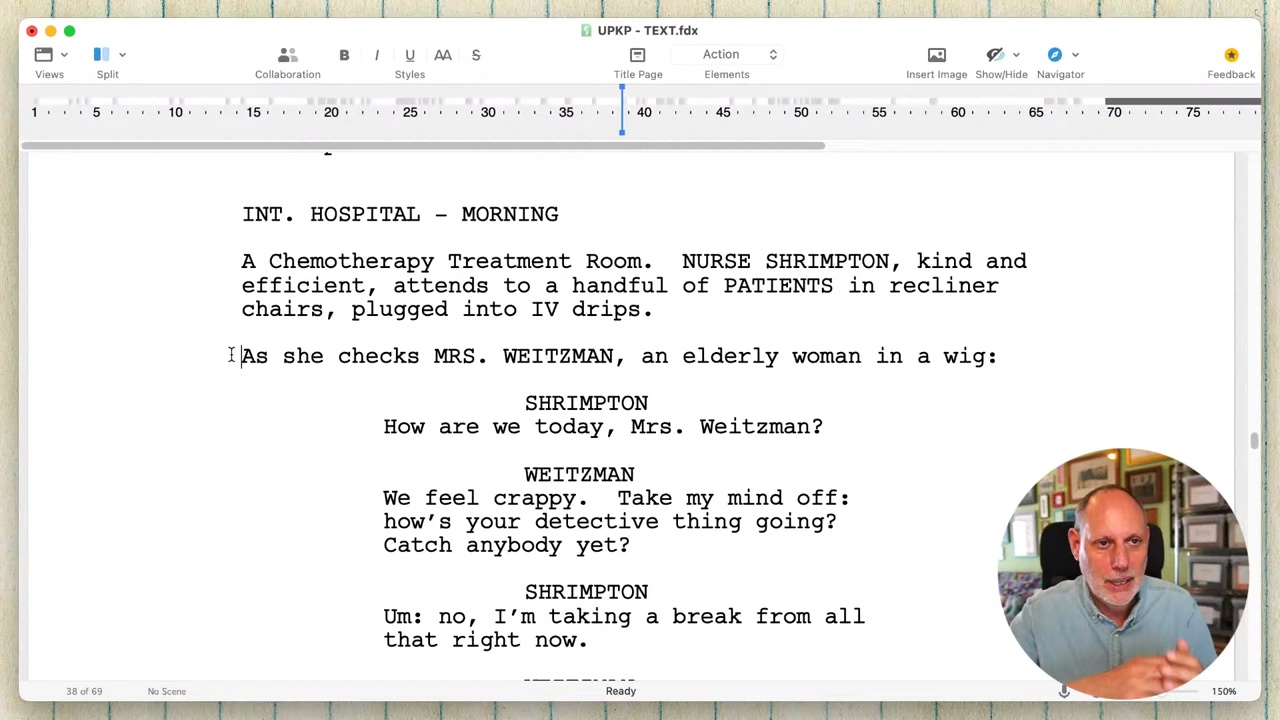 UPKP - TEXT.fdx
Views
Split
Collaboration
B I U AA S
Styles
Title Page
Action
Elements
Insert Image
Show/Hide
Navigator
Feedback
1 5 10 15 20 25 30 35 40 45 50 55 60 65 70 75
INT. HOSPITAL - MORNING
A Chemotherapy Treatment Room. NURSE SHRIMPTON, kind and
efficient, attends to a handful of PATIENTS in recliner
chairs, plugged into IV drips.
As she checks MRS. WEITZMAN, an elderly woman in a wig:
SHRIMPTON
How are we today, Mrs. Weitzman?
WEITZMAN
We feel crappy. Take my mind off:
how's your detective thing going?
Catch anybody yet?
SHRIMPTON
Um: no, I'm taking a break from all
that right now.
38 of 69
No Scene
Ready
150%